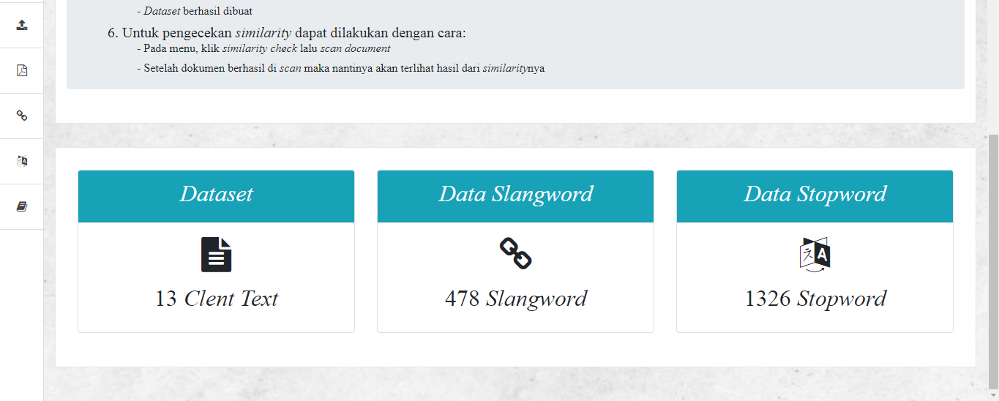 - Dataset berhasil dibuat
6. Untuk pengecekan similarity dapat dilakukan dengan cara:
- Pada menu, klik similarity check lalu scan document
- Setelah dokumen berhasil di scan maka nantinya akan terlihat hasil dari similaritynya
Dataset
Data Slangword
Data Stopword
13 Clent Text
478 Slangword
1326 Stopword